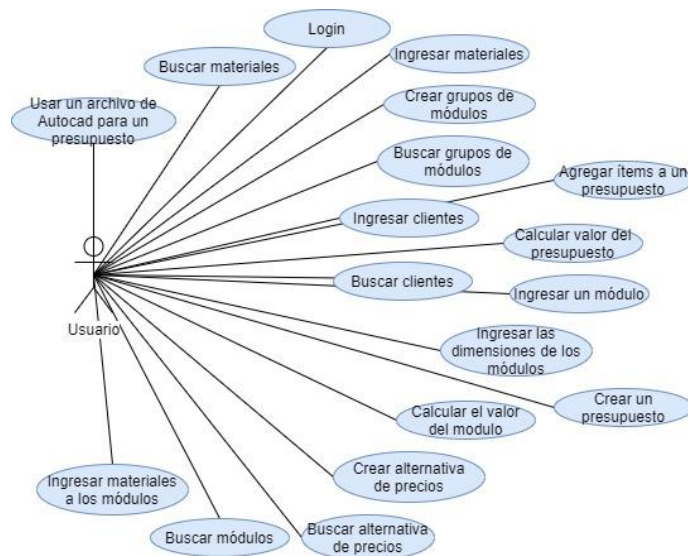 Login
Ingresar materiales
Buscar materiales
Usar un archivo de
Autocad para un
presupuesto
Crear grupos de
módulos
Buscar grupos de
módulos
Agregar ítems a un
presupuesto
Ingresar clientes
Calcular valor del
presupuesto
Buscar clientes
Ingresar un módulo
Usuario
Ingresar las
dimensiones de los
módulos
Crear un
presupuesto
Calcular el valor
del modulo
Crear alternativa
de precios
Ingresar materiales
a los módulos
Buscar módulos
Buscar alternativa
de precios